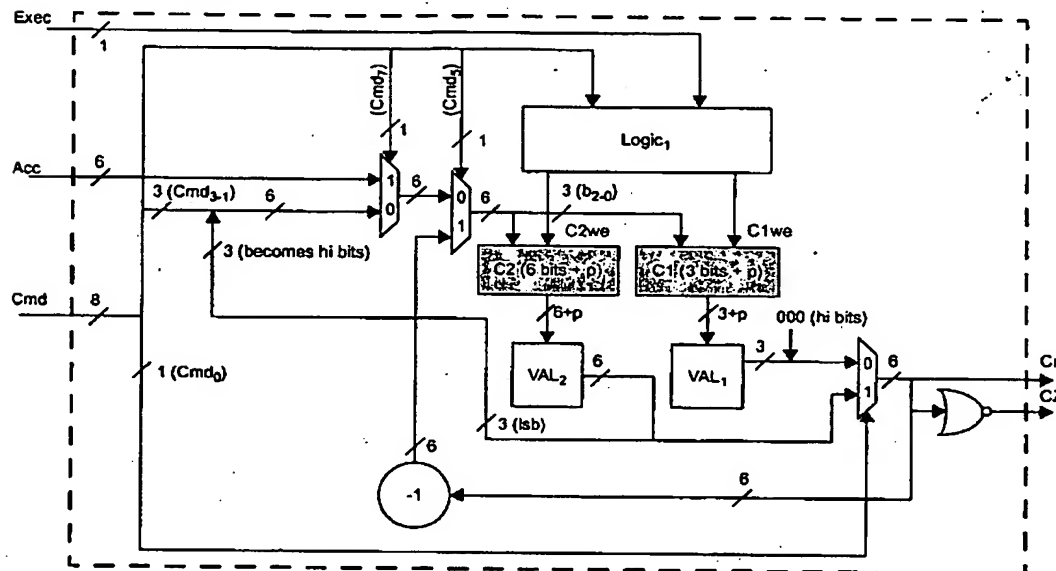 Exec
1
(Cmd7)
(Cmd5)
1
1
Logic1
Acc
6
1
0
6
0
1
6
3 (b2-0)
3 (Cmd3-1)
6
3 (becomes hi bits)
C2we
C1we
C2 (6 bits + p)
C1 (3 bits + p)
Cmd
8
6+p
3+p
000 (hi bits)
1 (Cmd0)
VAL2
6
VAL1
3
0
1
6
3 (lsb)
6
-1
6